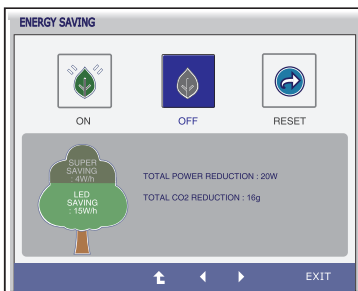 ENERGY SAVING
ON
OFF
RESET
SUPER
SAVING
: 4W/h
LED
SAVING
: 15W/h
TOTAL POWER REDUCTION : 20W
TOTAL CO2 REDUCTION : 16g
EXIT